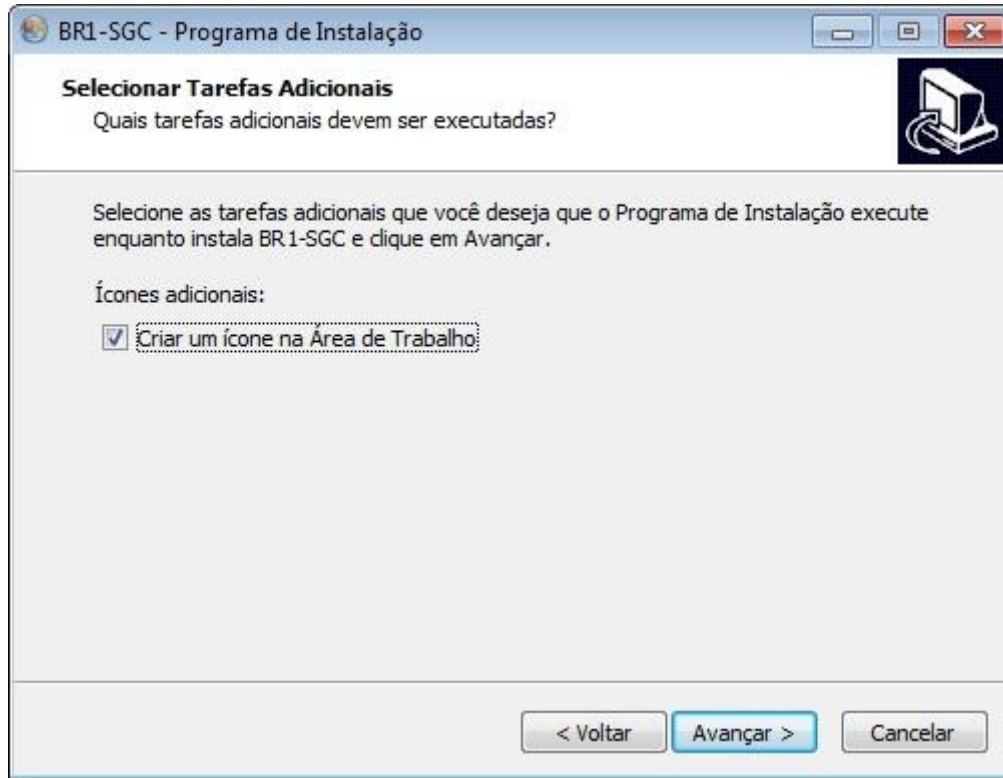 BR1-SGC - Programa de Instalação
Selecionar Tarefas Adicionais
Quais tarefas adicionais devem ser executadas?
Selecione as tarefas adicionais que você deseja que o Programa de Instalação execute
enquanto instala BR1-SGC e clique em Avançar.
Ícones adicionais:
Criar um ícone na Área de Trabalho
< Voltar
Avançar >
Cancelar